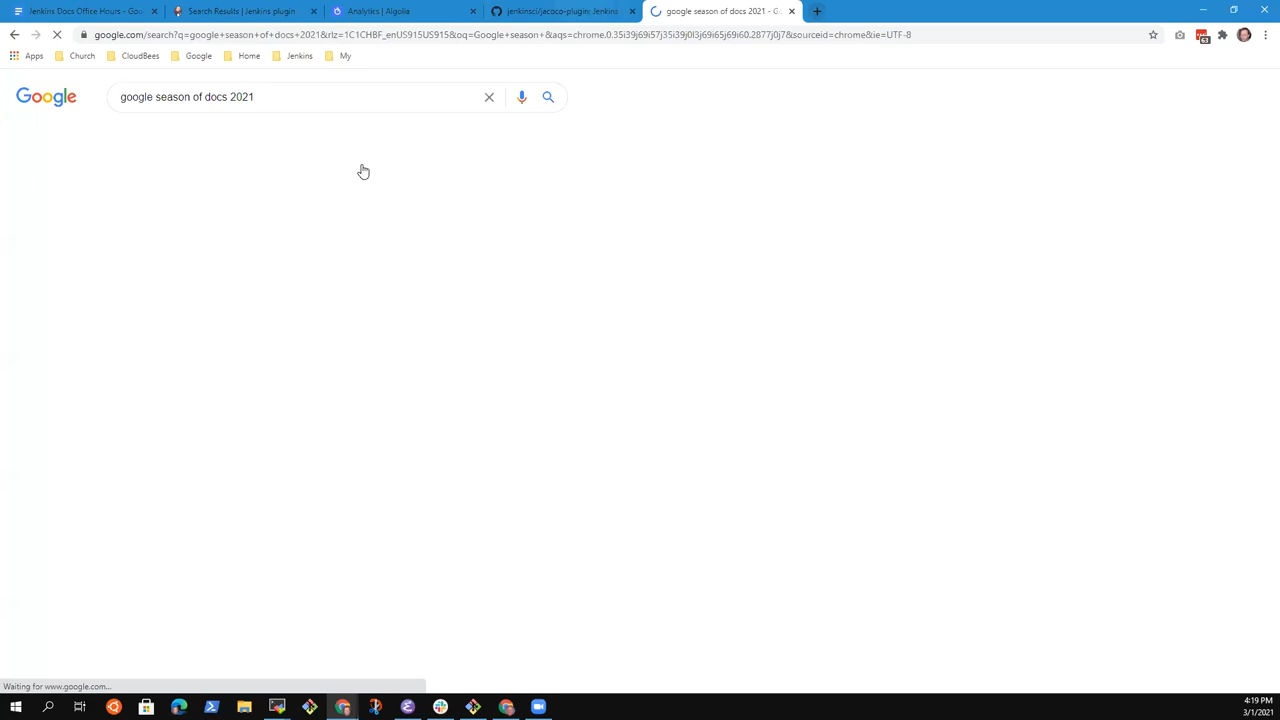 Jenkins Docs Office Hours - Goo
Search Results | Jenkins plugin
Analytics | Algolia
jenkinsci/jacoco-plugin: Jenkins
google season of docs 2021 - G
google.com/search?q=google+season+of+docs+2021&rlz=1C1CHBF_enUS915US915&oq=Google+season+&aqs=chrome.0.35i39j69i57j35i39j0l3j69i65j69i60.2877j0j7&sourceid=chrome&ie=UTF-8
63
Apps
Church
CloudBees
Google
Home
Jenkins
My
Google
google season of docs 2021
Waiting for www.google.com...
4:19 PM
3/1/2021